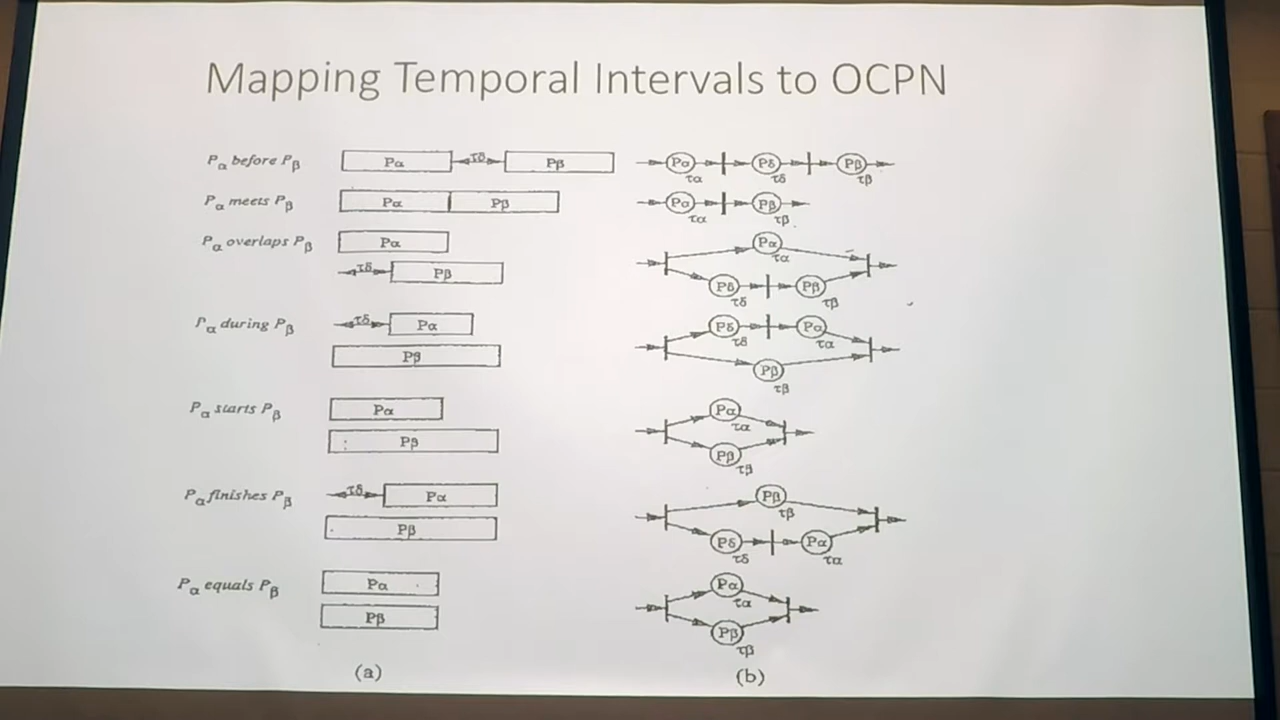 Mapping Temporal Intervals to OCPN
Pα before Pβ Pα τδ Pβ Pα τα Pδ τδ Pβ τβ
Pα meets Pβ Pα Pβ Pα τα Pβ τβ
Pα overlaps Pβ Pα Pα τα
τδ Pβ Pδ τδ Pβ τβ
Pα during Pβ τδ Pα Pδ τδ Pα τα
Pβ Pβ τβ
Pα starts Pβ Pα Pα τα
Pβ Pβ τβ
Pα finishes Pβ τδ Pα Pβ τβ
Pβ Pδ τδ Pα τα
Pα equals Pβ Pα Pα τα
Pβ Pβ τβ
(a) (b)